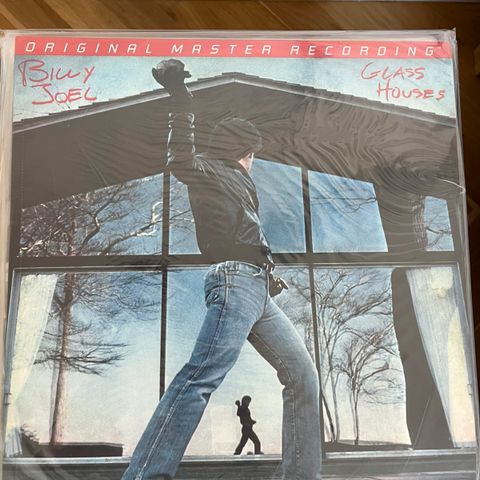 ORIGINAL MASTER RECORDING
BILLY
JOEL
GLASS
HOUSES